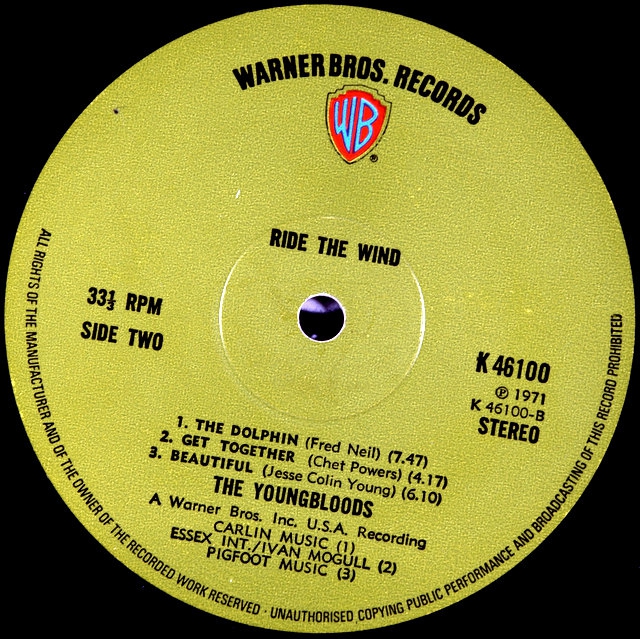 WARNER BROS. RECORDS
WB
®
RIDE THE WIND
33⅓ RPM
SIDE TWO
K 46100
℗ 1971
K 46100-B
STEREO
1. THE DOLPHIN (Fred Neil) (7.47)
2. GET TOGETHER (Chet Powers) (4.17)
3. BEAUTIFUL (Jesse Colin Young) (6.10)
THE YOUNGBLOODS
A Warner Bros. Inc. U.S.A. Recording
CARLIN MUSIC (1)
ESSEX INT./IVAN MOGULL (2)
PIGFOOT MUSIC (3)
ALL RIGHTS OF THE MANUFACTURER AND OF THE OWNER OF THE RECORDED WORK RESERVED · UNAUTHORISED COPYING PUBLIC PERFORMANCE AND BROADCASTING OF THIS RECORD PROHIBITED